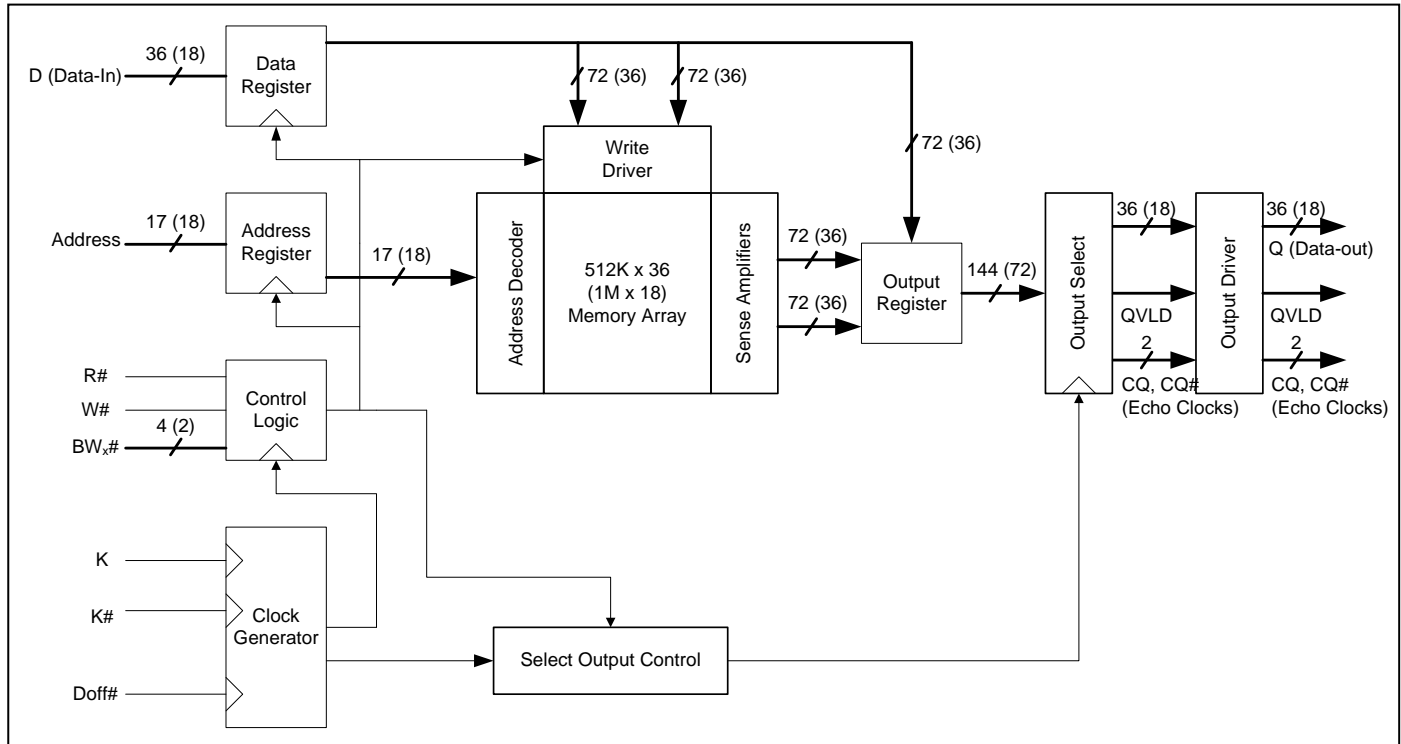 36 (18)
D (Data-In)
Data
Register
72 (36)
72 (36)
72 (36)
Write
Driver
17 (18)
Address
Address
Register
17 (18)
Address Decoder
512K x 36
(1M x 18)
Memory Array
Sense Amplifiers
72 (36)
72 (36)
Output
Register
144 (72)
Output Select
36 (18)
QVLD
2
CQ, CQ#
(Echo Clocks)
Output Driver
36 (18)
Q (Data-out)
QVLD
2
CQ, CQ#
(Echo Clocks)
R#
W#
4 (2)
BWx#
Control
Logic
K
K#
Doff#
Clock
Generator
Select Output Control